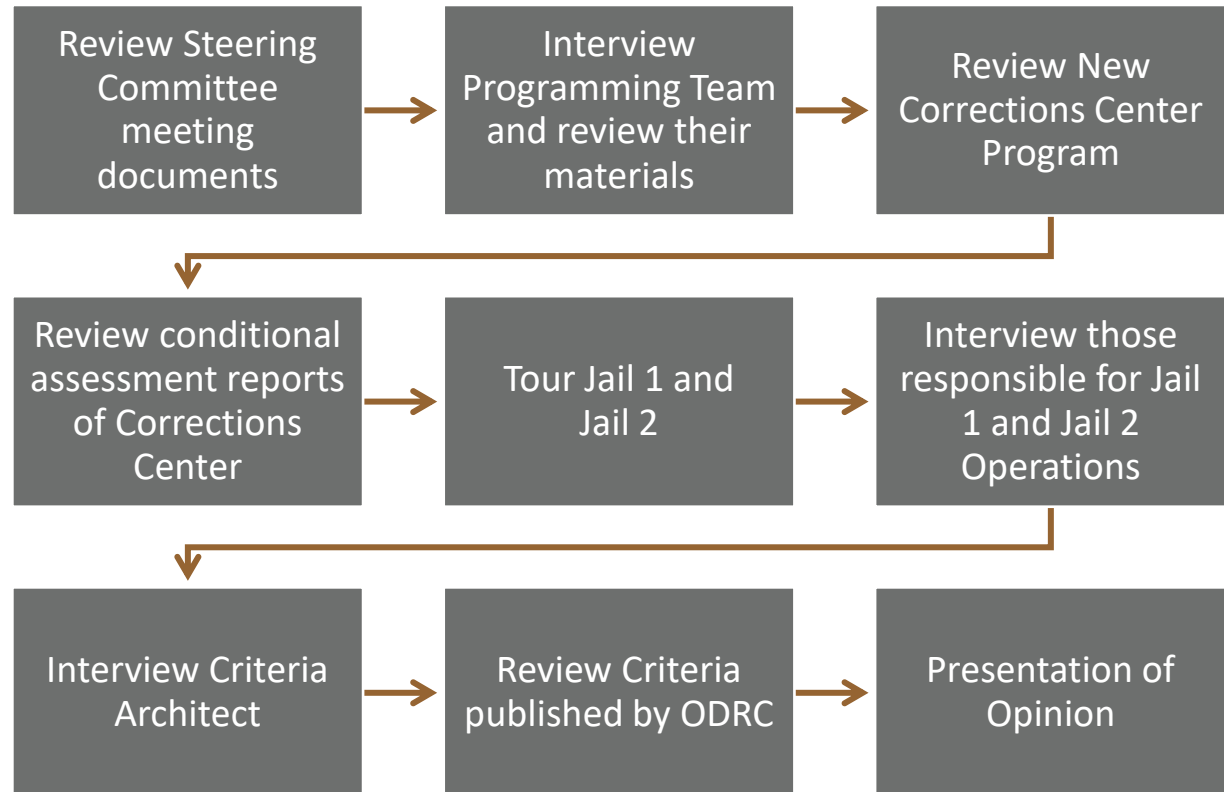 Review Steering
Committee
meeting
documents
Interview
Programming Team
and review their
materials
Review New
Corrections Center
Program
Review conditional
assessment reports
of Corrections
Center
Tour Jail 1 and
Jail 2
Interview those
responsible for Jail
1 and Jail 2
Operations
Interview Criteria
Architect
Review Criteria
published by ODRC
Presentation of
Opinion